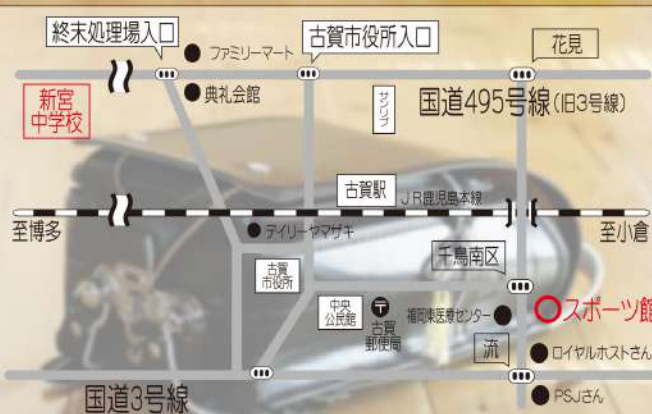 終末処理場入口
ファミリーマート
古賀市役所入口
花見
典礼会館
新宮
中学校
サンリブ
国道495号線(旧3号線)
古賀駅
JR鹿児島本線
至博多
デイリーヤマザキ
至小倉
千鳥南区
古賀
市役所
中央
公民館
〒
古賀
郵便局
福岡東医療センター
スポーツ館
流
ロイヤルホストさん
国道3号線
PSJさん